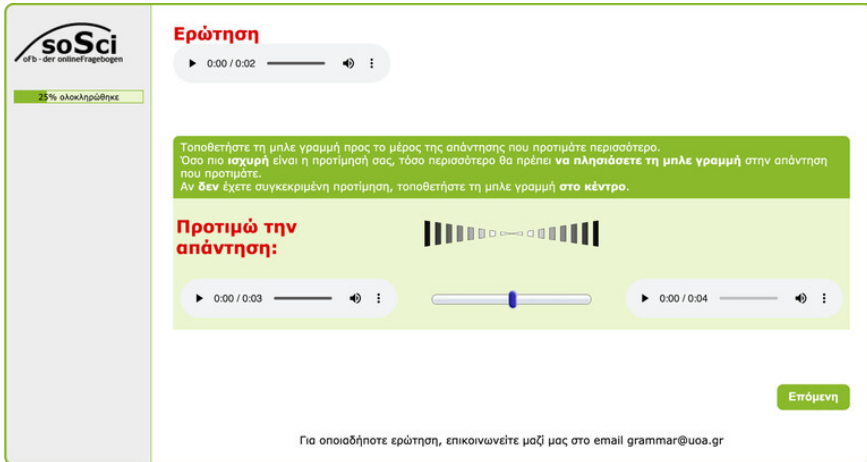 soSci
oFb - der onlineFragebogen
25% ολοκληρώθηκε
Ερώτηση
0:00 / 0:02
Τοποθετήστε τη μπλε γραμμή προς το μέρος της απάντησης που προτιμάτε περισσότερο.
Όσο πιο ισχυρή είναι η προτίμησή σας, τόσο περισσότερο θα πρέπει να πλησιάσετε τη μπλε γραμμή στην απάντηση
που προτιμάτε.
Αν δεν έχετε συγκεκριμένη προτίμηση, τοποθετήστε τη μπλε γραμμή στο κέντρο.
Προτιμώ την
απάντηση:
0:00 / 0:03
0:00 / 0:04
Επόμενη
Για οποιαδήποτε ερώτηση, επικοινωνείτε μαζί μας στο email grammar@uoa.gr